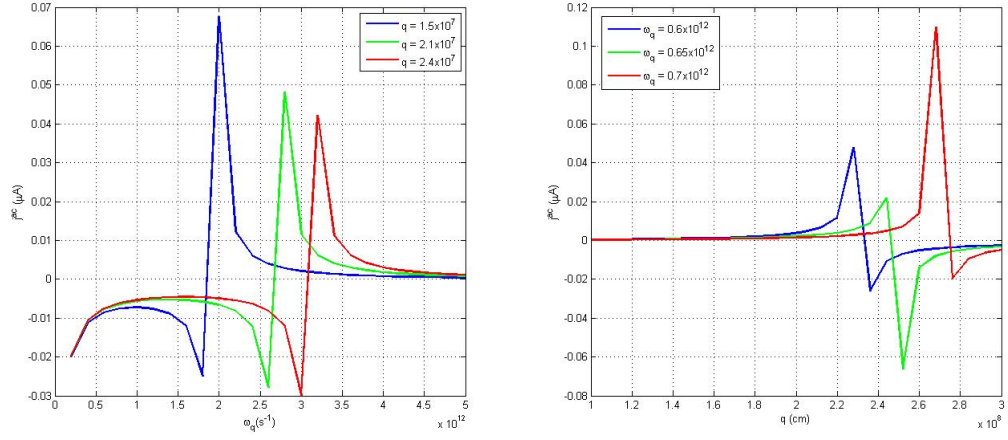 0.07
0.06
0.05
0.04
0.03
0.02
0.01
0
-0.01
-0.02
-0.03
j^ac (μA)
q = 1.5x10^7
q = 2.1x10^7
q = 2.4x10^7
0 0.5 1 1.5 2 2.5 3 3.5 4 4.5 5
ω_q(s^-1)
x 10^12
0.12
0.1
0.08
0.06
0.04
0.02
0
-0.02
-0.04
-0.06
-0.08
j^ac (μA)
ω_q = 0.6x10^12
ω_q = 0.65x10^12
ω_q = 0.7x10^12
1 1.2 1.4 1.6 1.8 2 2.2 2.4 2.6 2.8 3
q (cm)
x 10^8